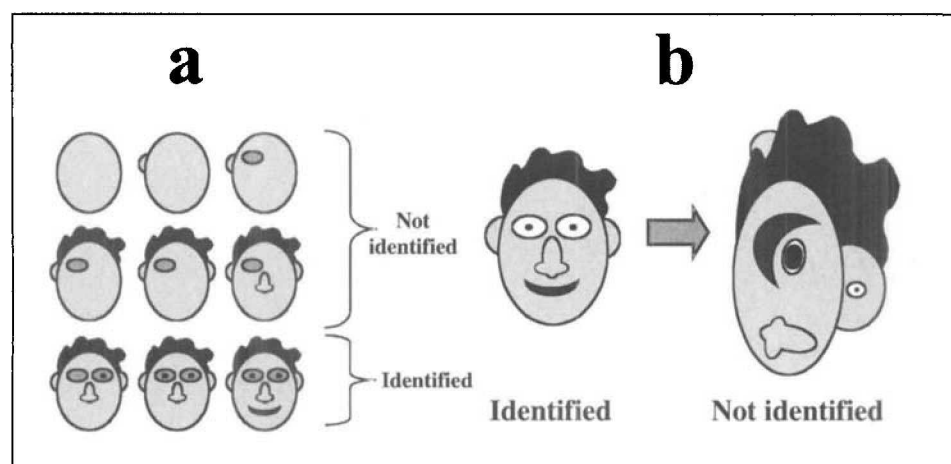 a
b
Not
identified
Identified
Identified
Not identified